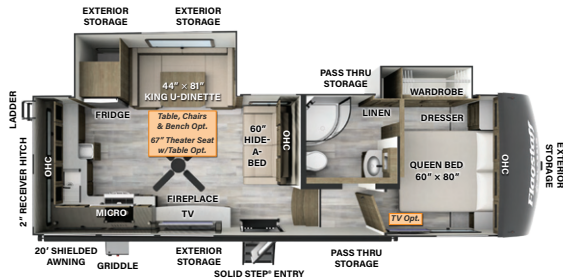 EXTERIOR
STORAGE
EXTERIOR
STORAGE
PASS THRU
STORAGE
WARDROBE
44" × 81"
KING U-DINETTE
FRIDGE
LINEN
DRESSER
LADDER
Table, Chairs
& Bench Opt.
67" Theater Seat
w/Table Opt.
60"
HIDE-
A-
BED
OHC
OHC
QUEEN BED
60" × 80"
OHC
Flagstaff
EXTERIOR
STORAGE
2" RECEIVER HITCH
FIREPLACE
MICRO
TV
TV Opt.
20' SHIELDED
AWNING
GRIDDLE
EXTERIOR
STORAGE
SOLID STEP® ENTRY
PASS THRU
STORAGE